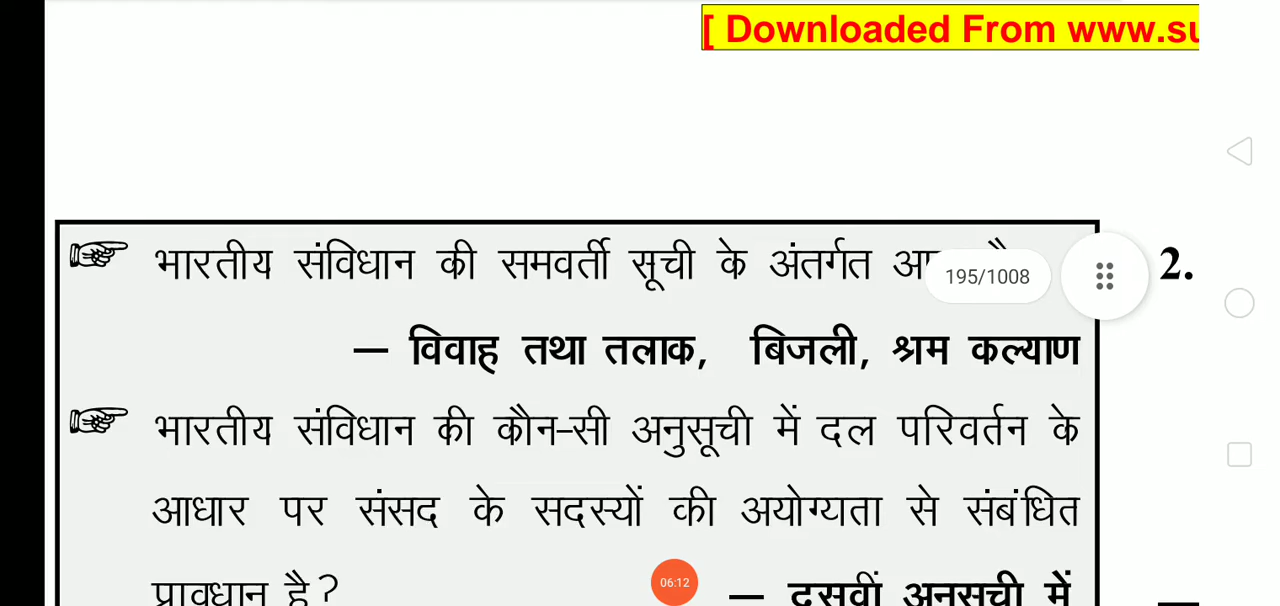 [ Downloaded From www.su
भारतीय संविधान की समवर्ती सूची के अंतर्गत
195/1008
2.
— विवाह तथा तलाक, बिजली, श्रम कल्याण
भारतीय संविधान की कौन-सी अनुसूची में दल परिवर्तन के
आधार पर संसद के सदस्यों की अयोग्यता से संबंधित
प्रावधान है?
06:12
— दसवीं अनुसूची में